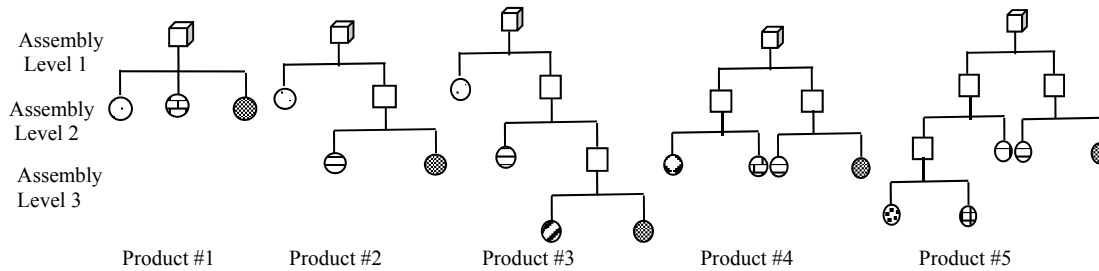 Assembly
Level 1
Assembly
Level 2
Assembly
Level 3
Product #1
Product #2
Product #3
Product #4
Product #5